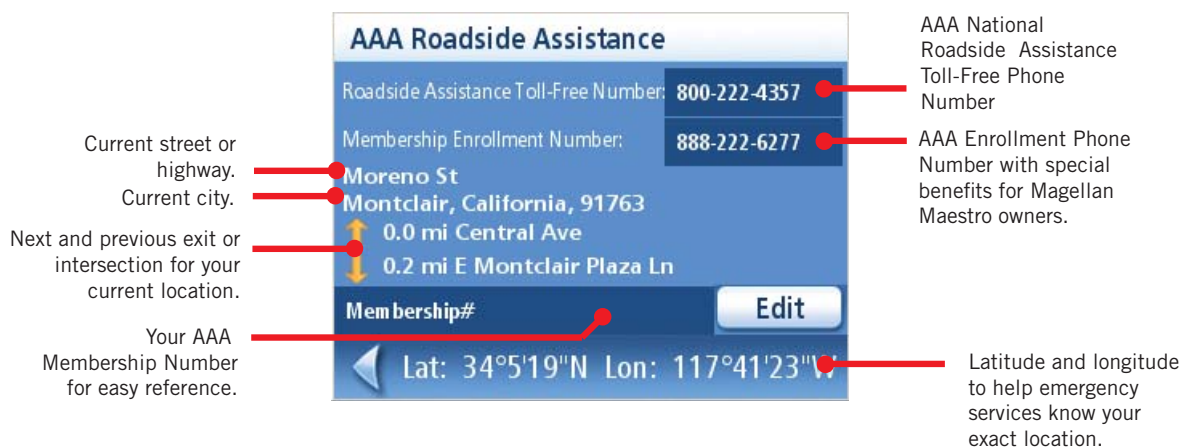 AAA Roadside Assistance
Roadside Assistance Toll-Free Number: 800-222-4357
Membership Enrollment Number: 888-222-6277
Moreno St
Montclair, California, 91763
0.0 mi Central Ave
0.2 mi E Montclair Plaza Ln
Membership#
Edit
Lat: 34°5'19"N Lon: 117°41'23"W
Current street or
highway.
Current city.
Next and previous exit or
intersection for your
current location.
Your AAA
Membership Number
for easy reference.
AAA National
Roadside Assistance
Toll-Free Phone
Number
AAA Enrollment Phone
Number with special
benefits for Magellan
Maestro owners.
Latitude and longitude
to help emergency
services know your
exact location.